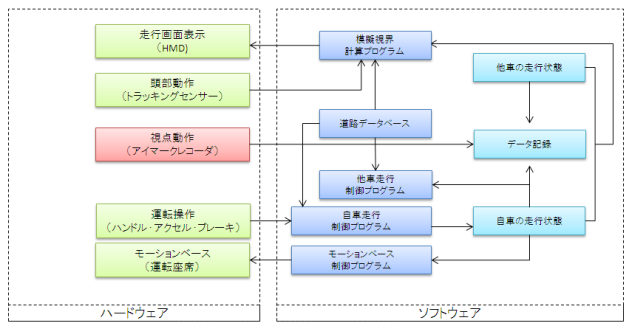 走行画面表示
（HMD)
頭部動作
（トラッキングセンサー）
視点動作
（アイマークレコーダ）
運転操作
（ハンドル・アクセル・ブレーキ）
モーションベース
（運転座席）
ハードウェア
模擬視界
計算プログラム
道路データベース
他車走行
制御プログラム
自車走行
制御プログラム
モーションベース
制御プログラム
他車の走行状態
データ記録
自車の走行状態
ソフトウェア